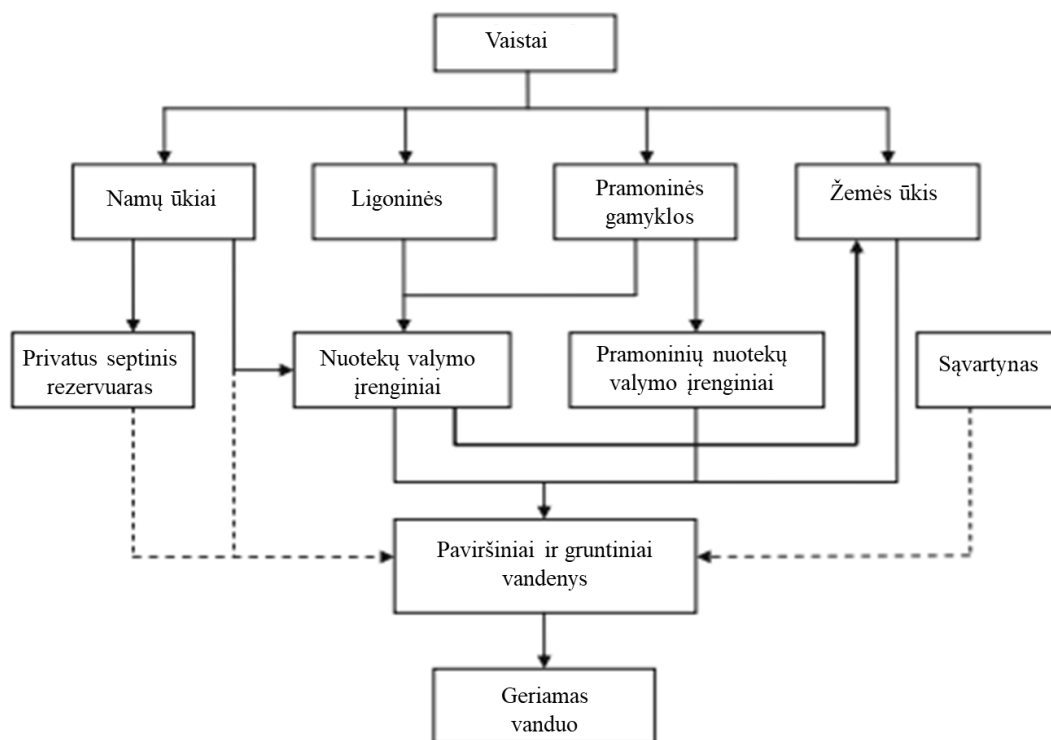 Vaistai
Namų ūkiai
Ligoninės
Pramoninės
gamyklos
Žemės ūkis
Privatus septinis
rezervuaras
Nuotekų valymo
įrenginiai
Pramoninių nuotekų
valymo įrenginiai
Sąvartynas
Paviršiniai ir gruntiniai
vandenys
Geriamas
vanduo